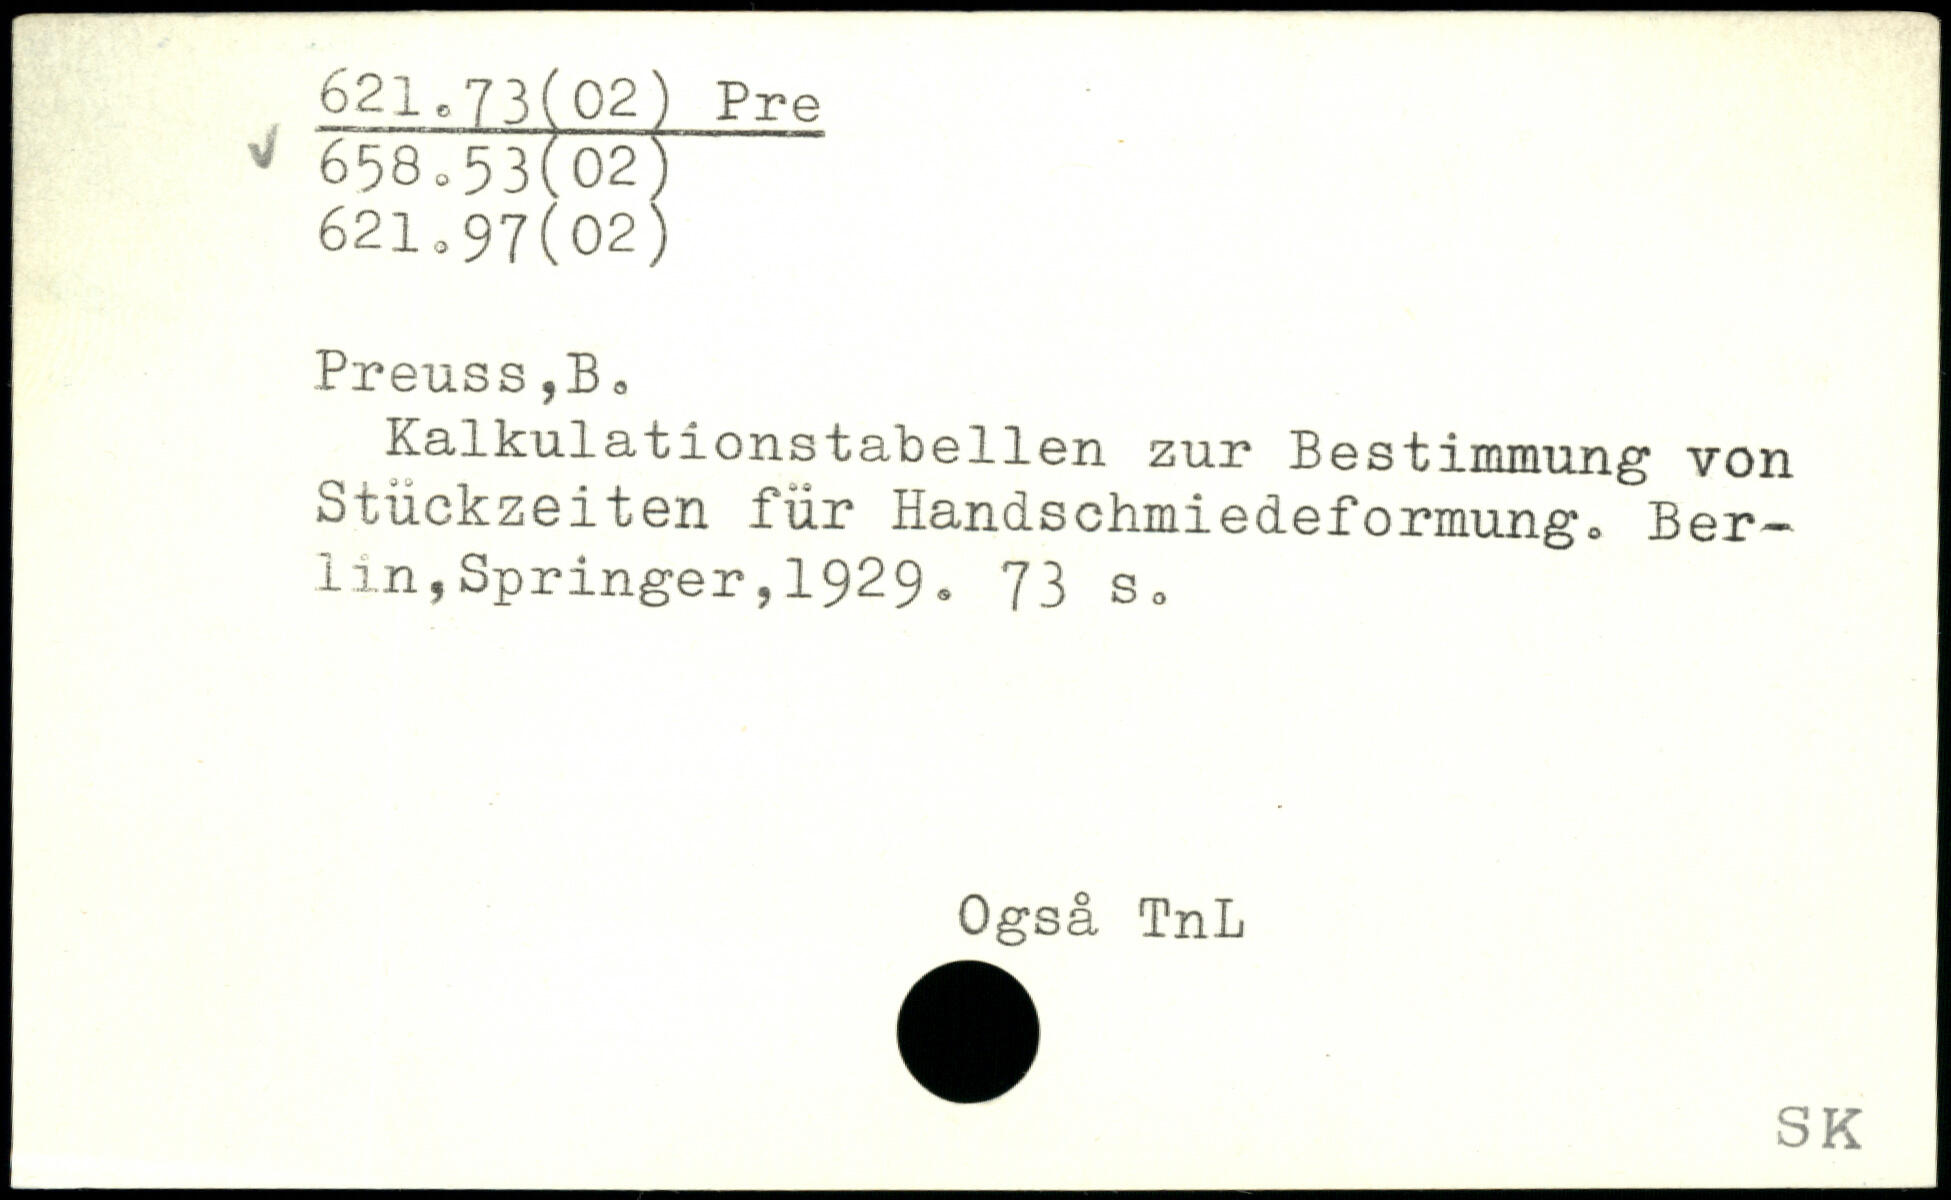 621.73(02) Pre
658.53(02)
621.97(02)
Preuss,B.
Kalkulationstabellen zur Bestimmung von
Stückzeiten für Handschmiedeformung. Ber-
lin,Springer,1929. 73 s.
Også TnL
SK